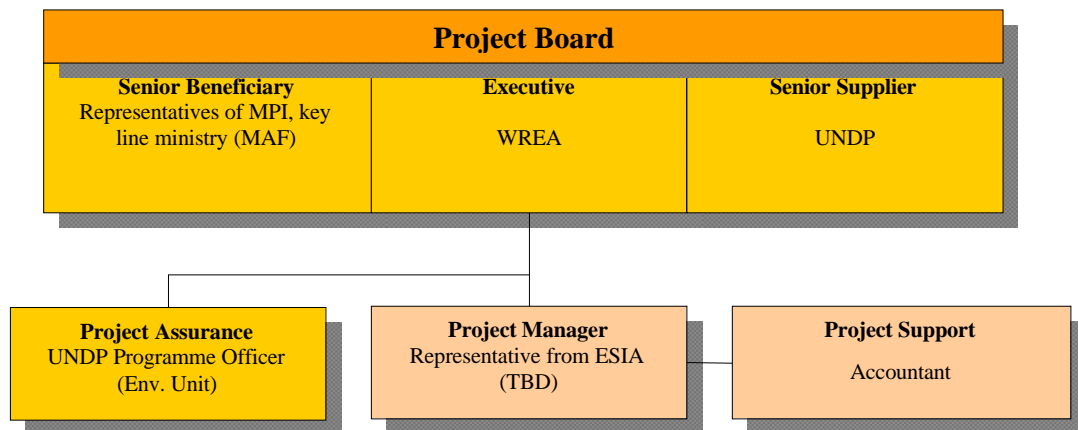 Project Board
Senior Beneficiary
Representatives of MPI, key
line ministry (MAF)
Executive
WREA
Senior Supplier
UNDP
Project Assurance
UNDP Programme Officer
(Env. Unit)
Project Manager
Representative from ESIA
(TBD)
Project Support
Accountant